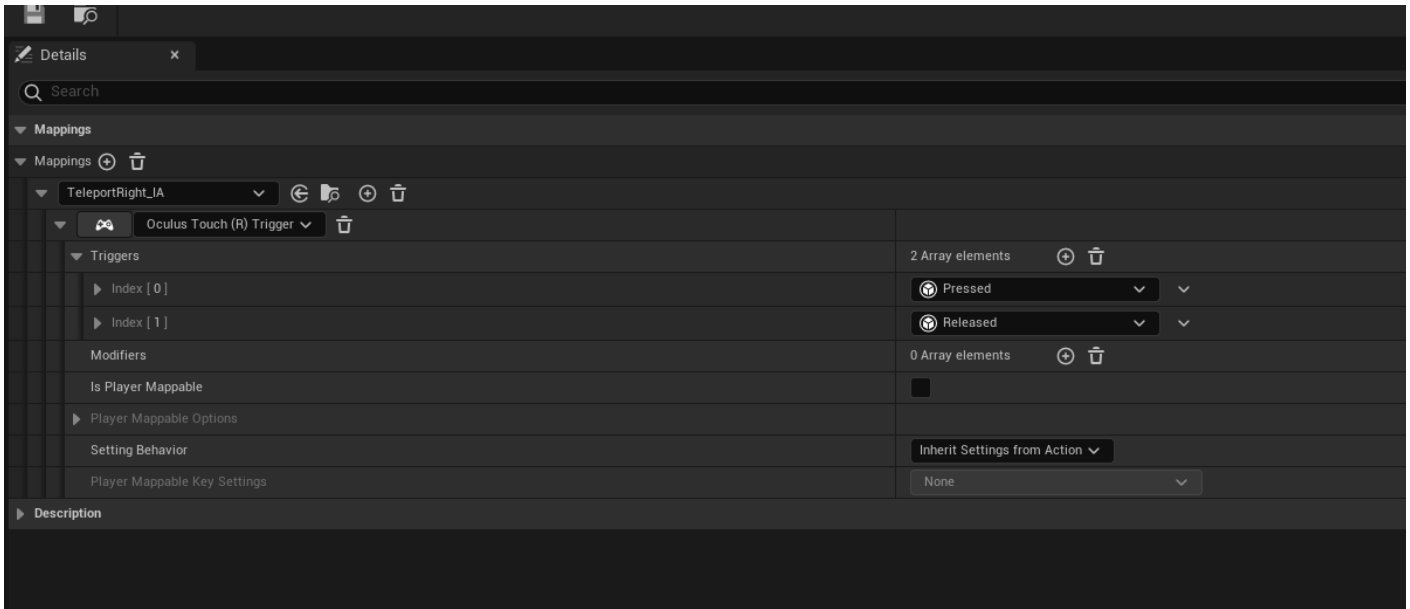 Details
Search
Mappings
Mappings
TeleportRight_IA
Oculus Touch (R) Trigger
Triggers 2 Array elements
Index [ 0 ] Pressed
Index [ 1 ] Released
Modifiers 0 Array elements
Is Player Mappable
Player Mappable Options
Setting Behavior Inherit Settings from Action
Player Mappable Key Settings None
Description